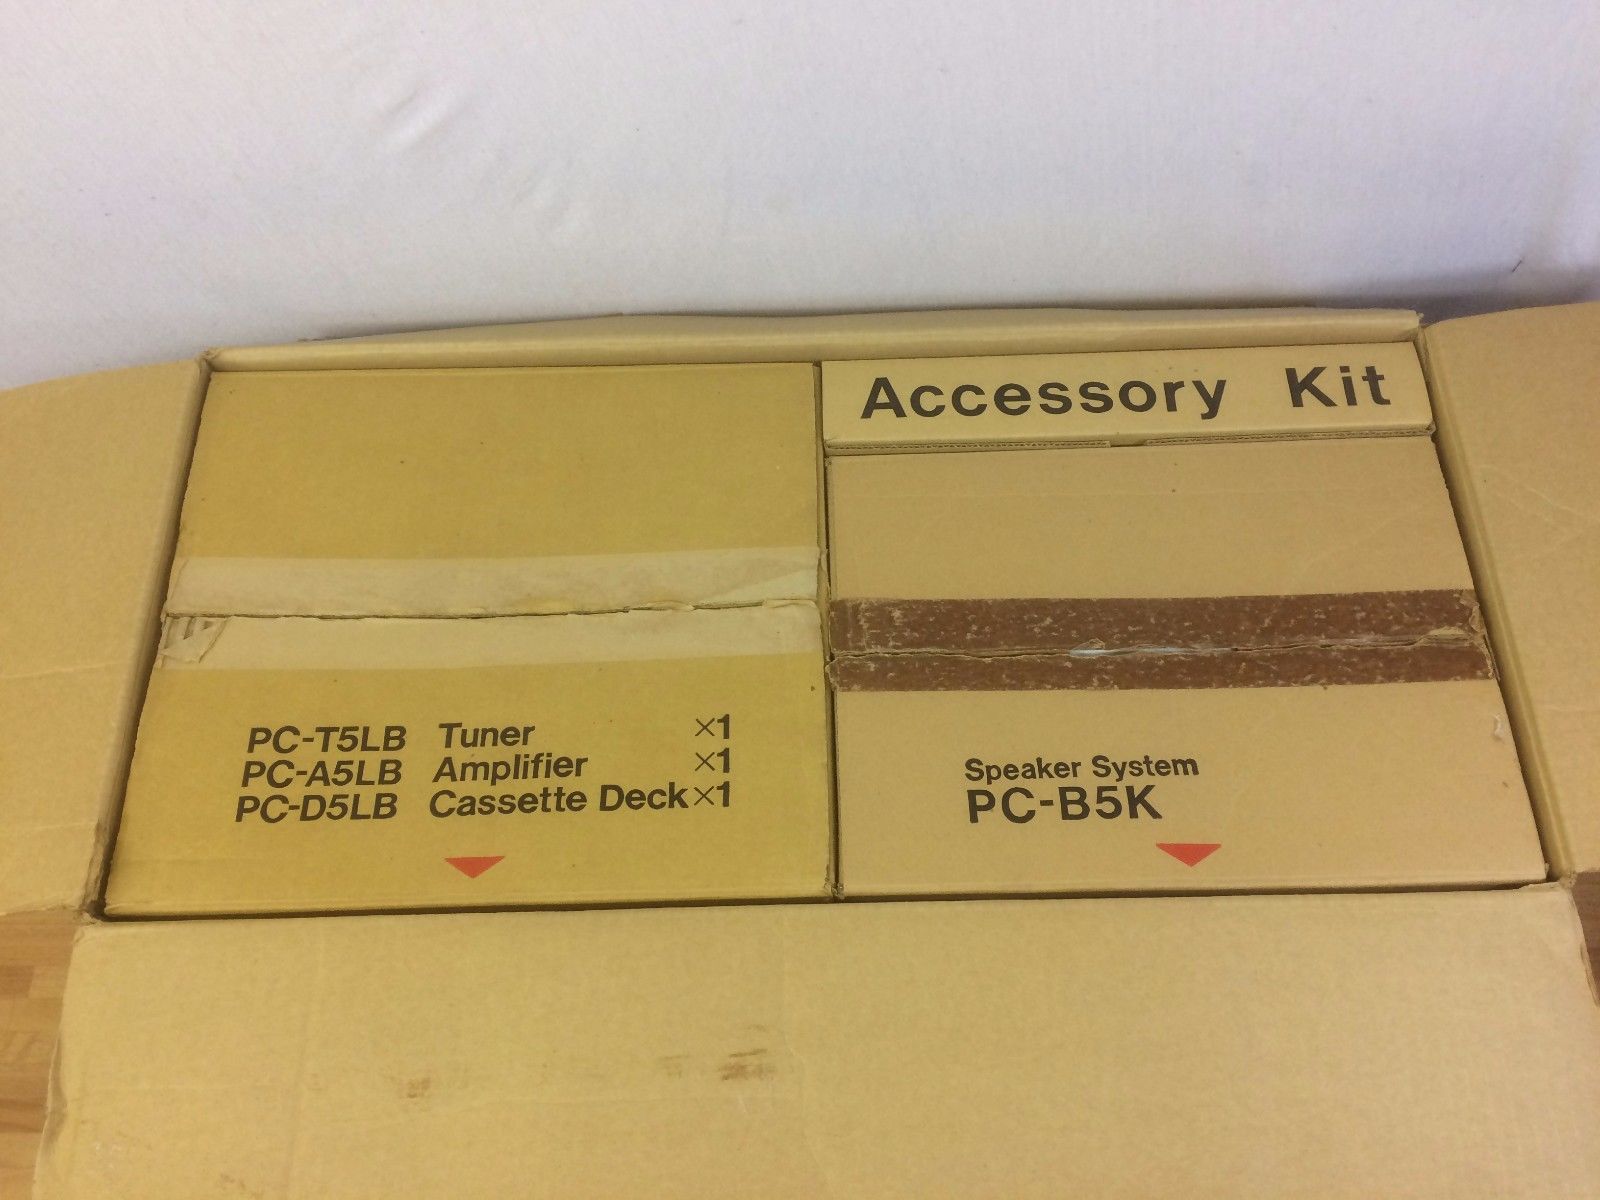 Accessory Kit
PC-T5LB Tuner ×1
PC-A5LB Amplifier ×1
PC-D5LB Cassette Deck ×1
Speaker System
PC-B5K